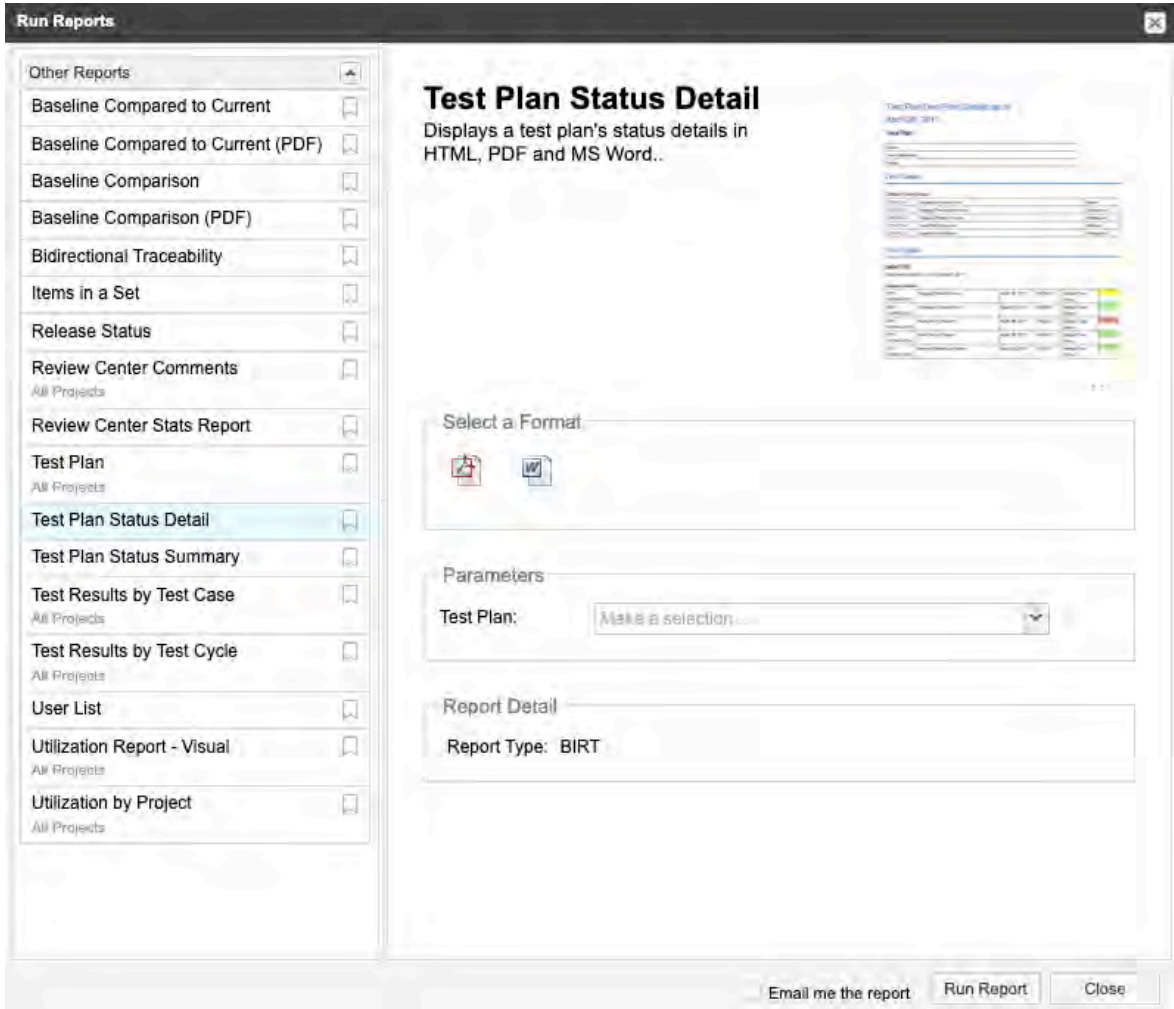 Run Reports
Other Reports
Baseline Compared to Current
Baseline Compared to Current (PDF)
Baseline Comparison
Baseline Comparison (PDF)
Bidirectional Traceability
Items in a Set
Release Status
Review Center Comments
All Projects
Review Center Stats Report
Test Plan
All Projects
Test Plan Status Detail
Test Plan Status Summary
Test Results by Test Case
All Projects
Test Results by Test Cycle
All Projects
User List
Utilization Report - Visual
All Projects
Utilization by Project
All Projects
Test Plan Status Detail
Displays a test plan's status details in
HTML, PDF and MS Word..
Select a Format
W
Parameters
Test Plan: Make a selection ...
Report Detail
Report Type: BIRT
Email me the report Run Report Close